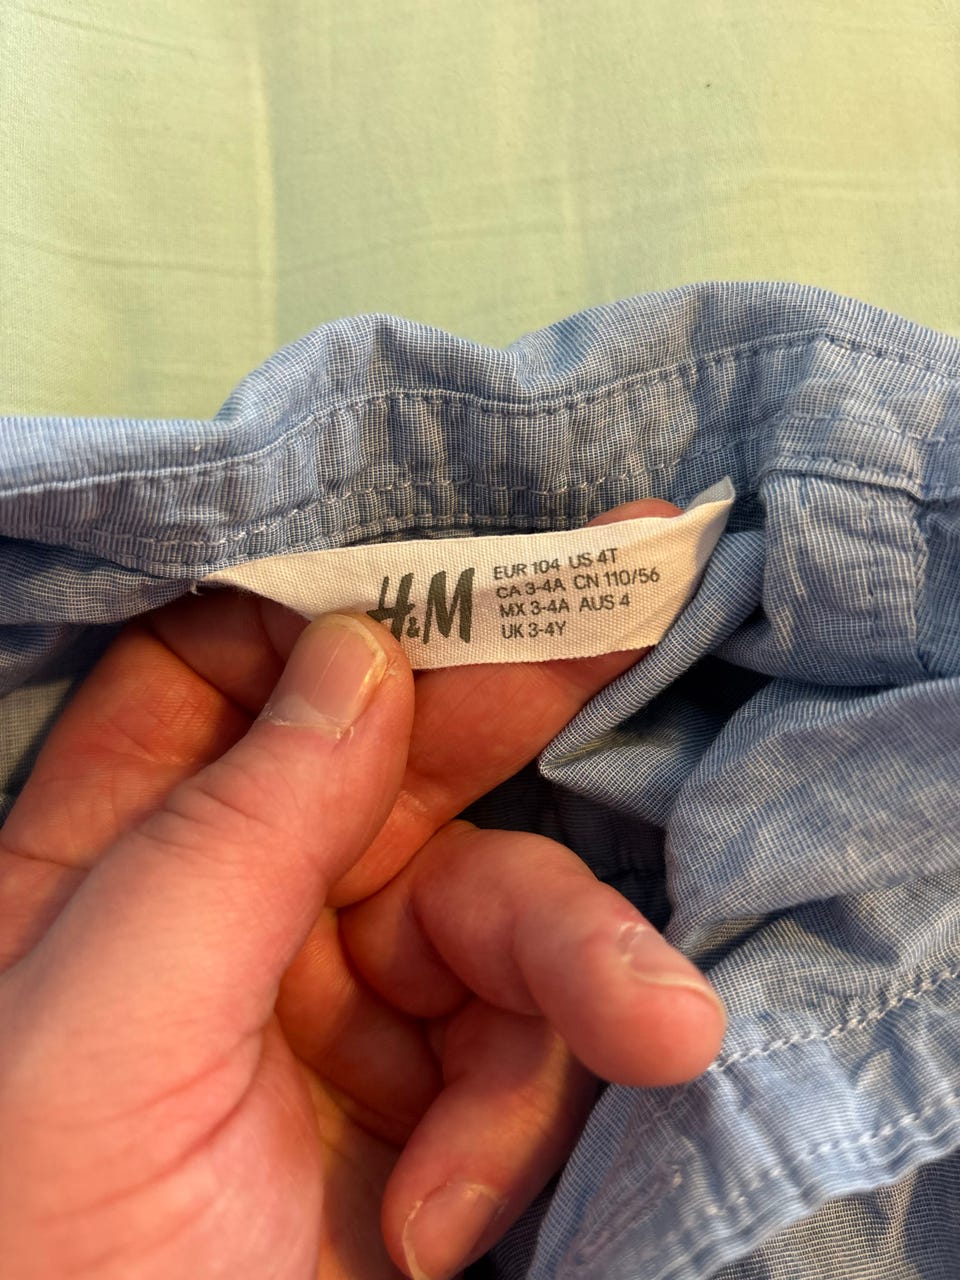 H&M
EUR 104 US 4T
CA 3-4A CN 110/56
MX 3-4A AUS 4
UK 3-4Y